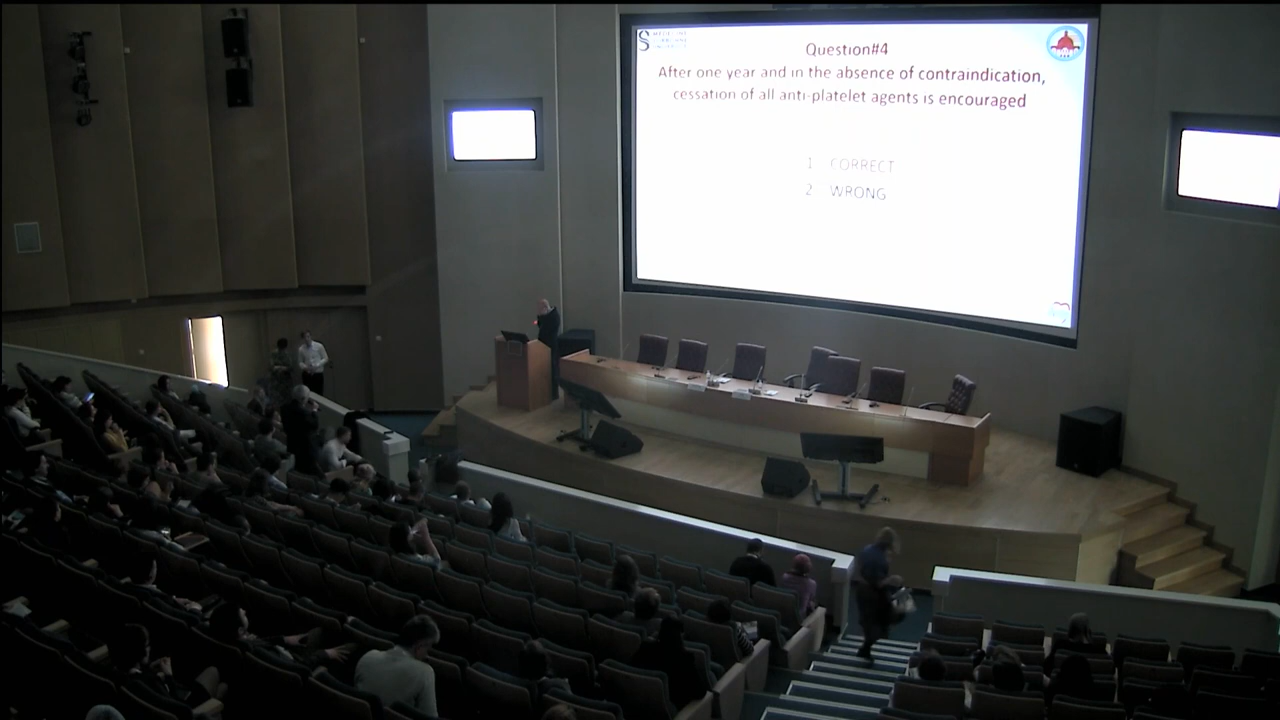 Question#4
After one year and in the absence of contraindication,
cessation of all anti-platelet agents is encouraged
1 CORRECT
2 WRONG